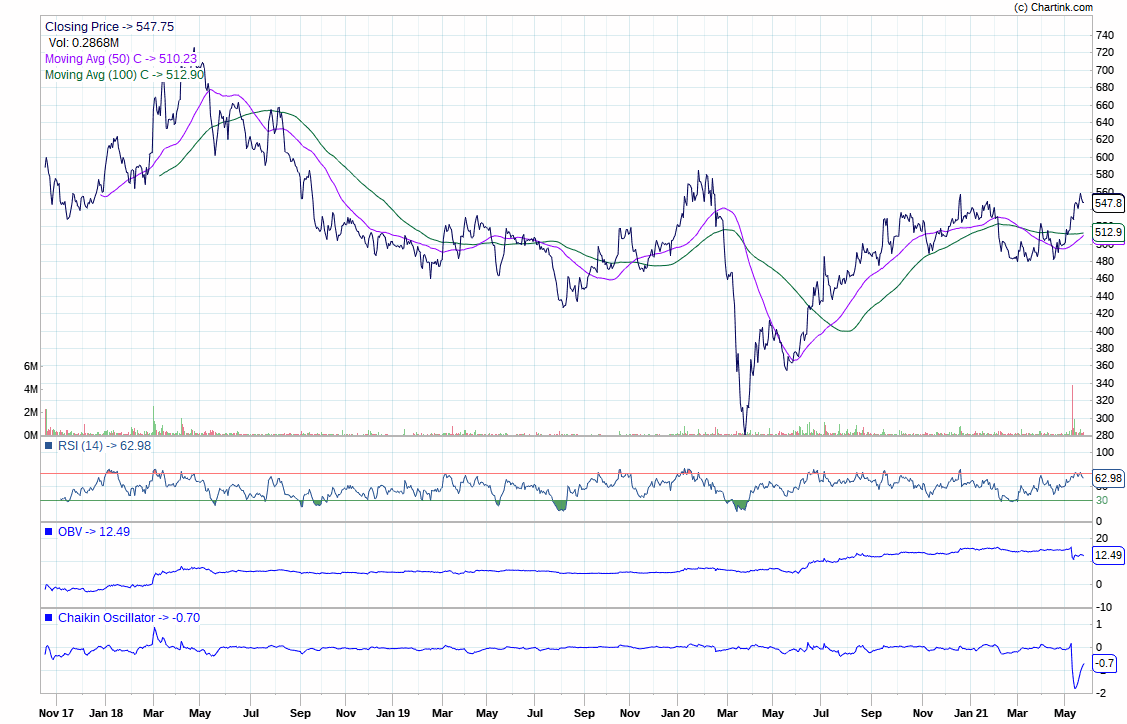 (c) Chartink.com
Closing Price -> 547.75
Vol: 0.2868M
Moving Avg (50) C -> 510.23
Moving Avg (100) C -> 512.90
740
720
700
680
660
640
620
600
580
560
547.8
512.9
500
480
460
440
420
400
380
360
340
320
300
280
6M
4M
2M
0M
RSI (14) -> 62.98
100
62.98
30
0
OBV -> 12.49
20
12.49
0
-10
Chaikin Oscillator -> -0.70
1
0
-0.7
-2
Nov 17 Jan 18 Mar May Jul Sep Nov Jan 19 Mar May Jul Sep Nov Jan 20 Mar May Jul Sep Nov Jan 21 Mar May